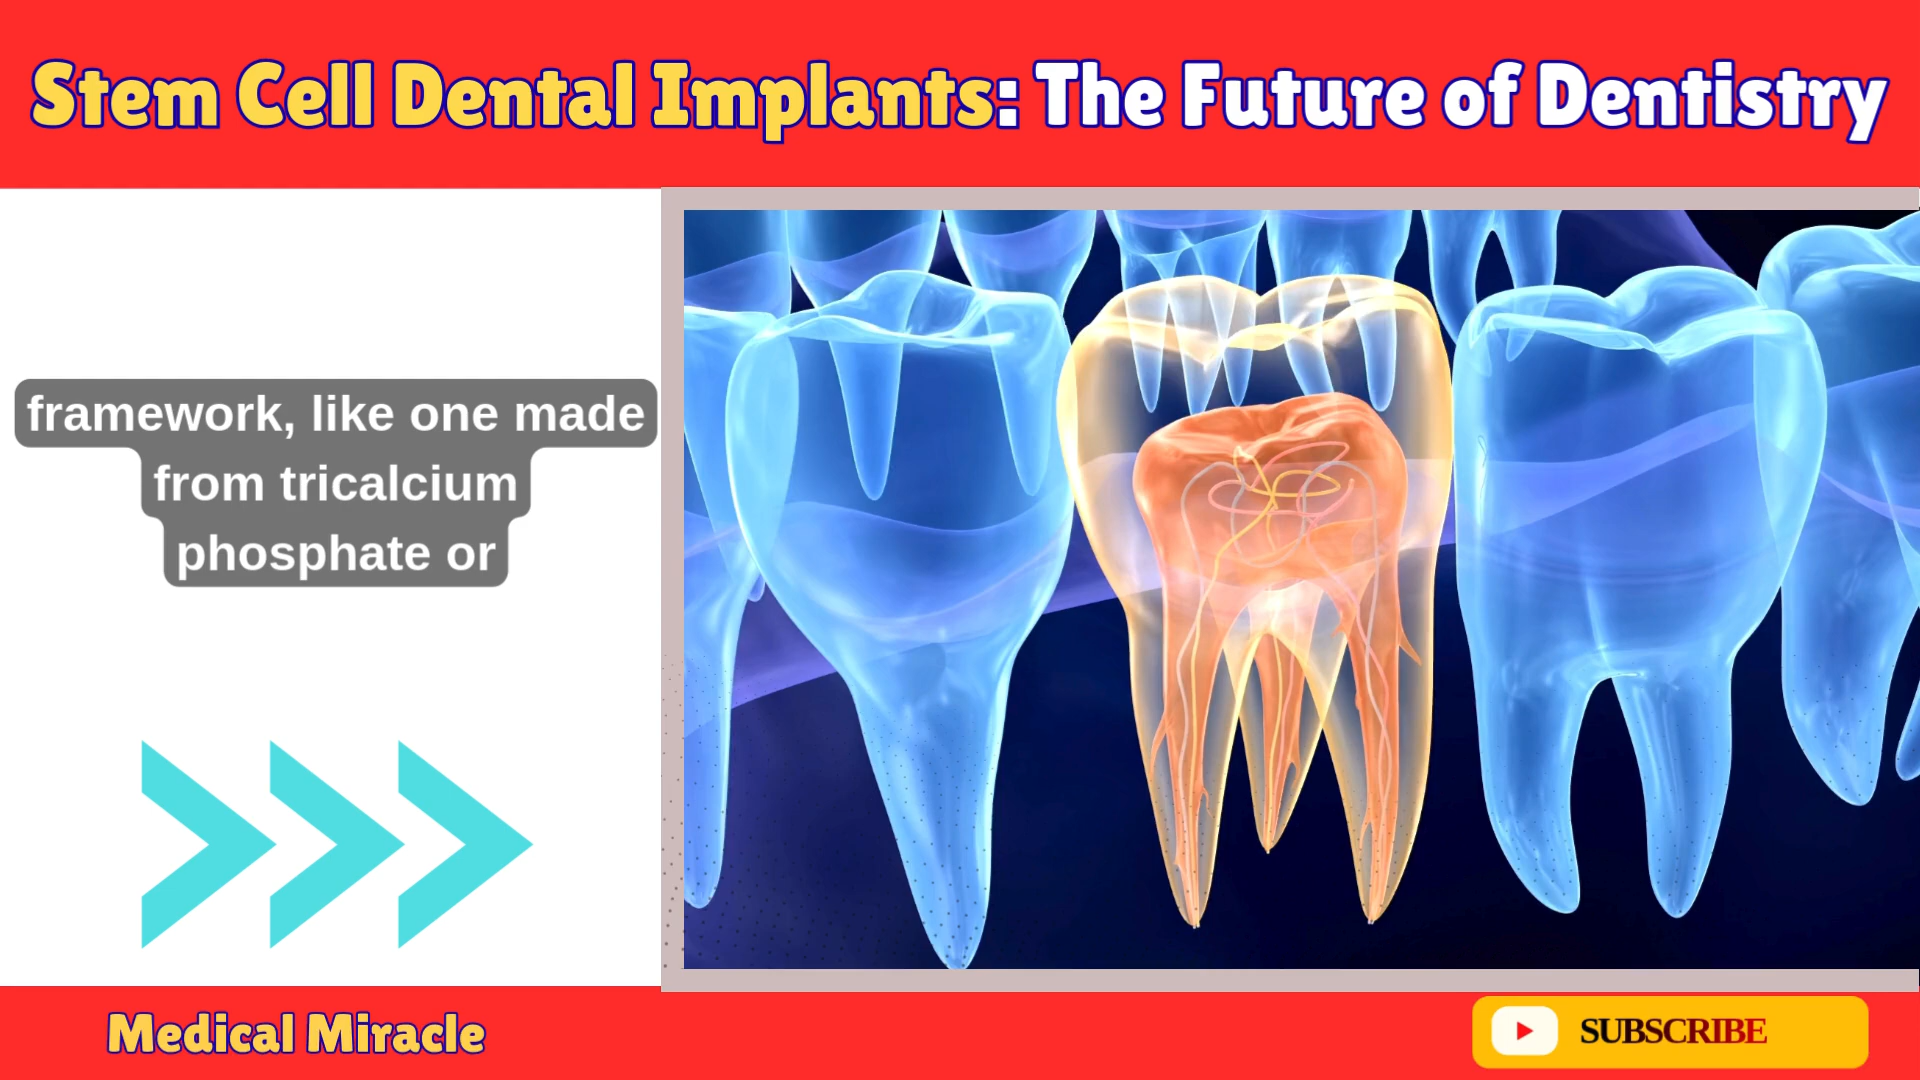 Stem Cell Dental Implants: The Future of Dentistry
framework, like one made
from tricalcium
phosphate or
Medical Miracle
SUBSCRIBE